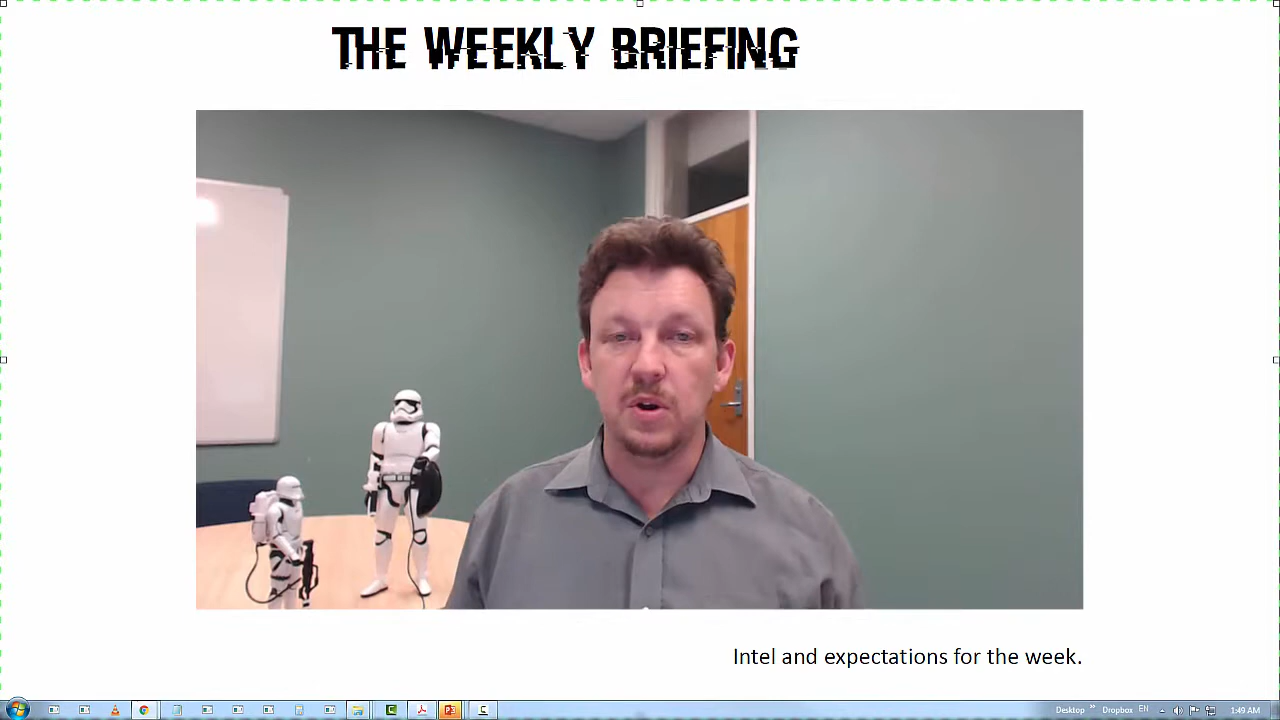 THE WEEKLY BRIEFING
Intel and expectations for the week.
Desktop
Dropbox
EN
1:49 AM